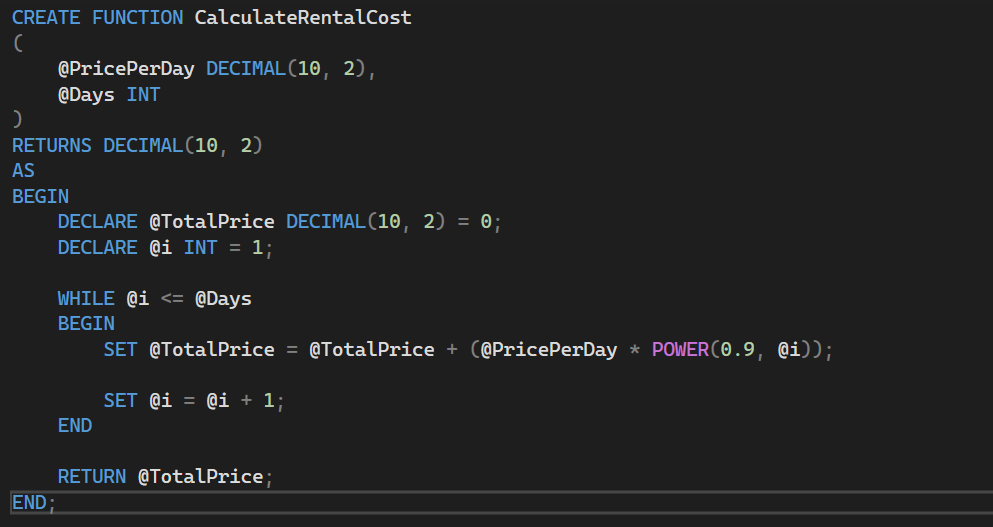 CREATE FUNCTION CalculateRentalCost
(
    @PricePerDay DECIMAL(10, 2),
    @Days INT
)
RETURNS DECIMAL(10, 2)
AS
BEGIN
    DECLARE @TotalPrice DECIMAL(10, 2) = 0;
    DECLARE @i INT = 1;

    WHILE @i <= @Days
    BEGIN
        SET @TotalPrice = @TotalPrice + (@PricePerDay * POWER(0.9, @i));

        SET @i = @i + 1;
    END

    RETURN @TotalPrice;
END;